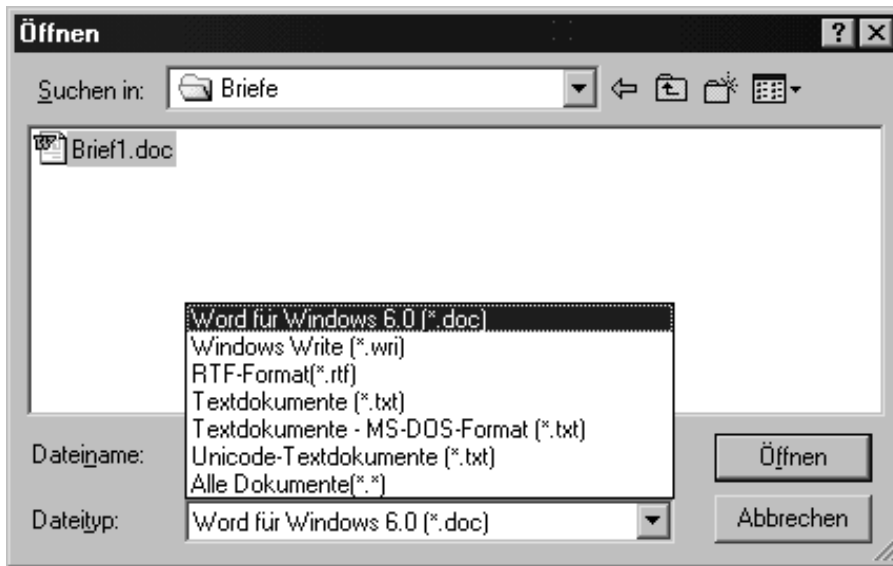 Öffnen
Suchen in: Briefe
Brief1.doc
Word für Windows 6.0 (*.doc)
Windows Write (*.wri)
RTF-Format(*.rtf)
Textdokumente (*.txt)
Textdokumente - MS-DOS-Format (*.txt)
Unicode-Textdokumente (*.txt)
Alle Dokumente(*.*)
Dateiname: Öffnen
Dateityp: Word für Windows 6.0 (*.doc) Abbrechen